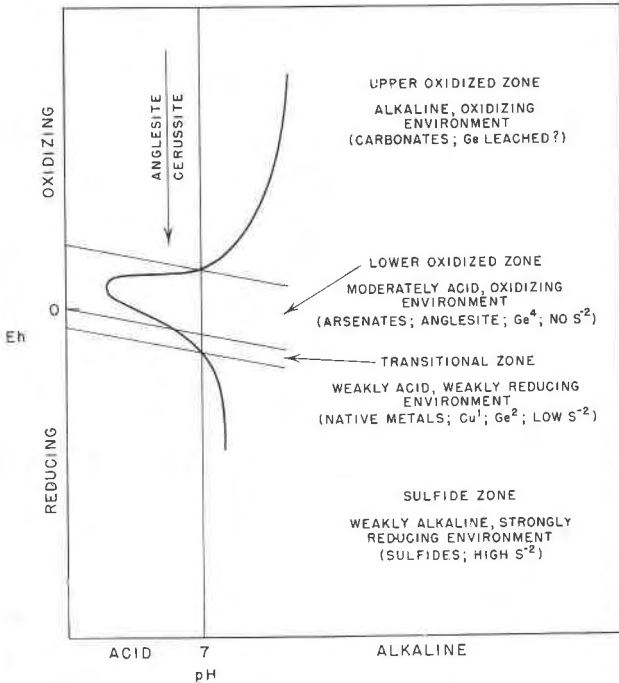 OXIDIZING
ANGLESITE
CERUSSITE
UPPER OXIDIZED ZONE
ALKALINE, OXIDIZING
ENVIRONMENT
(CARBONATES; Ge LEACHED?)
LOWER OXIDIZED ZONE
MODERATELY ACID, OXIDIZING
ENVIRONMENT
(ARSENATES; ANGLESITE; Ge⁴; NO S⁻²)
0
Eh
TRANSITIONAL ZONE
WEAKLY ACID, WEAKLY REDUCING
ENVIRONMENT
(NATIVE METALS; Cu¹; Ge²; LOW S⁻²)
REDUCING
SULFIDE ZONE
WEAKLY ALKALINE, STRONGLY
REDUCING ENVIRONMENT
(SULFIDES; HIGH S⁻²)
ACID 7 ALKALINE
pH